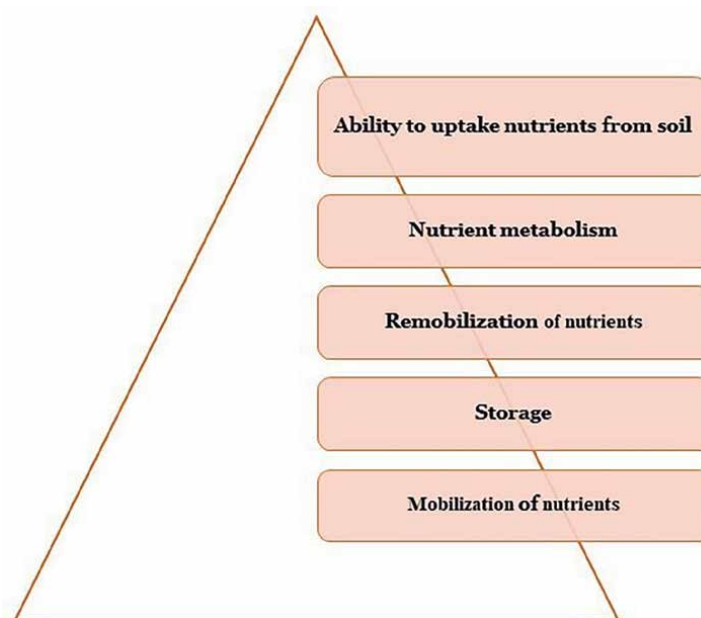 Ability to uptake nutrients from soil
Nutrient metabolism
Remobilization of nutrients
Storage
Mobilization of nutrients